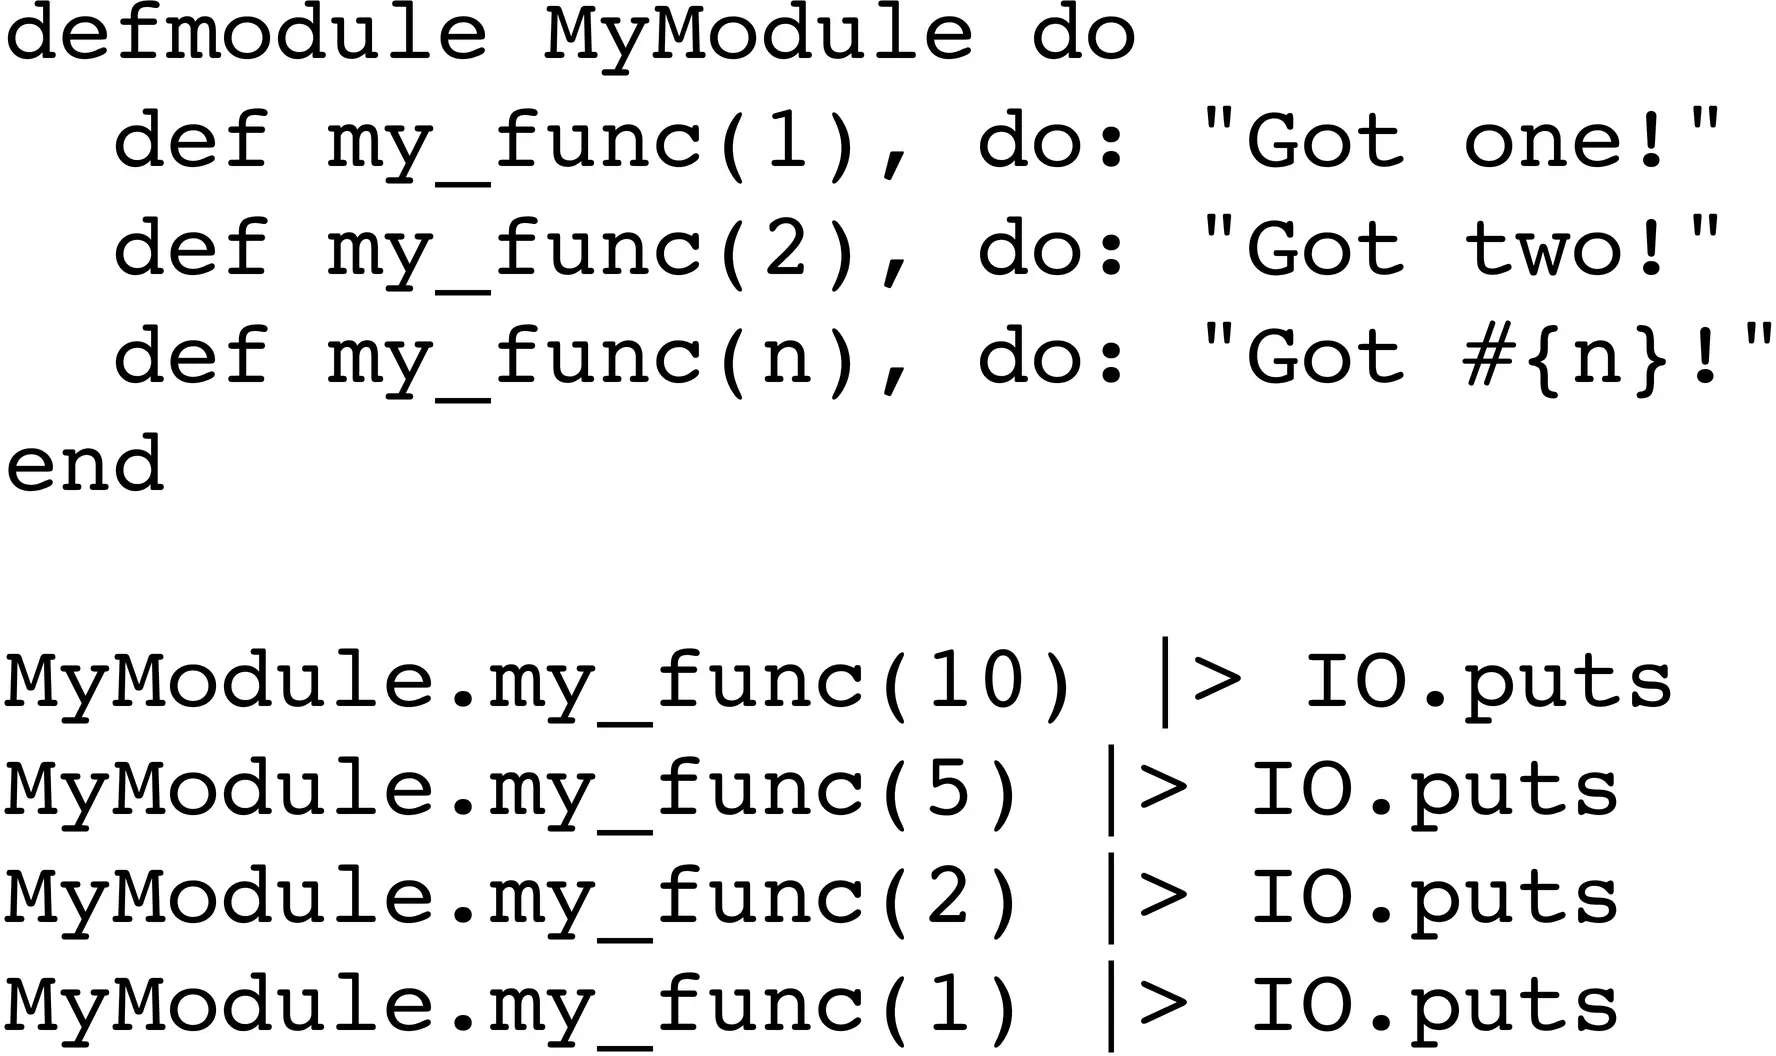 defmodule MyModule do
  def my_func(1), do: "Got one!"
  def my_func(2), do: "Got two!"
  def my_func(n), do: "Got #{n}!"
end

MyModule.my_func(10) |> IO.puts
MyModule.my_func(5) |> IO.puts
MyModule.my_func(2) |> IO.puts
MyModule.my_func(1) |> IO.puts